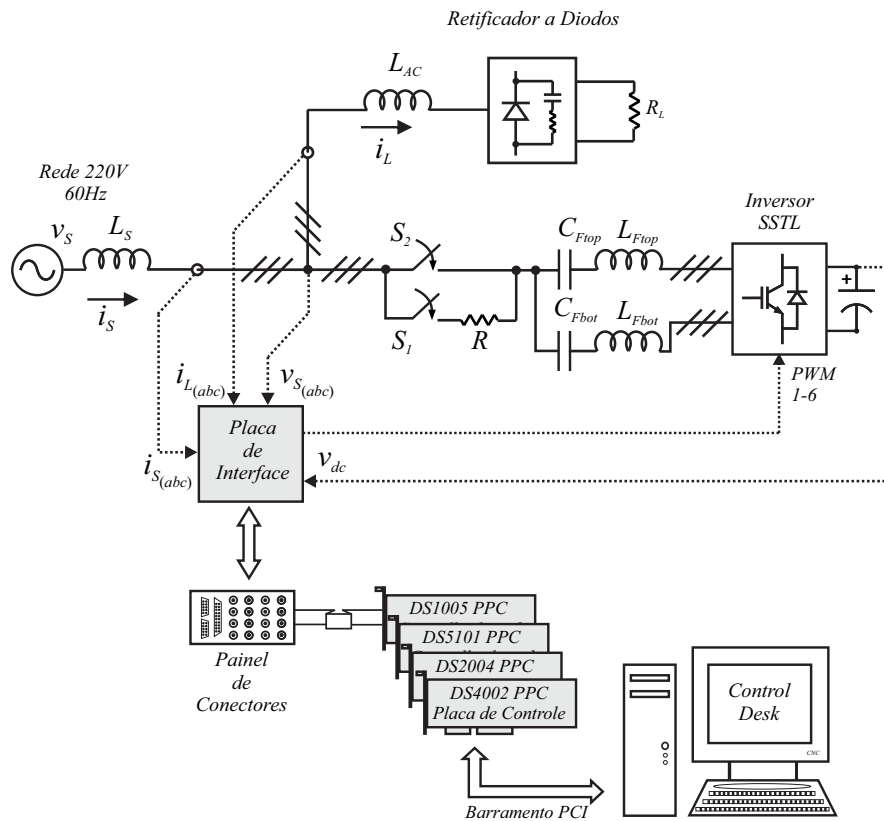 Retificador a Diodos
L_AC
R_L
i_L
Rede 220V
60Hz
v_S
L_S
i_S
S_2
S_1
R
C_Ftop
L_Ftop
C_Fbot
L_Fbot
Inversor
SSTL
+
PWM
1-6
i_L(abc)
v_S(abc)
i_S(abc)
v_dc
Placa
de
Interface
Painel
de
Conectores
DS1005 PPC
DS5101 PPC
DS2004 PPC
DS4002 PPC
Placa de Controle
Control
Desk
CNC
Barramento PCI